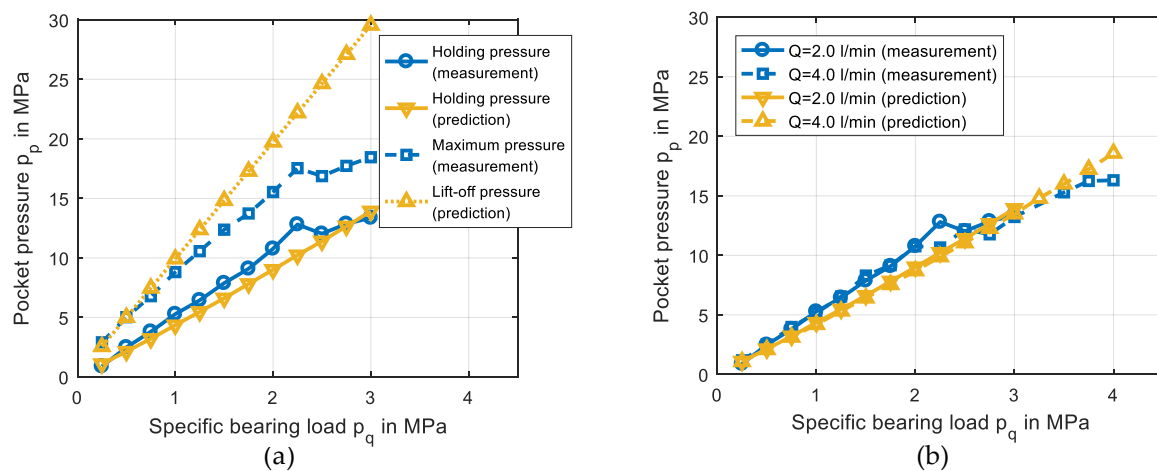 30
25
20
15
10
5
0
Pocket pressure p_p in MPa
0
1
2
3
4
Specific bearing load p_q in MPa
Holding pressure
(measurement)
Holding pressure
(prediction)
Maximum pressure
(measurement)
Lift-off pressure
(prediction)
(a)
30
25
20
15
10
5
0
Pocket pressure p_p in MPa
0
1
2
3
4
Specific bearing load p_q in MPa
Q=2.0 l/min (measurement)
Q=4.0 l/min (measurement)
Q=2.0 l/min (prediction)
Q=4.0 l/min (prediction)
(b)